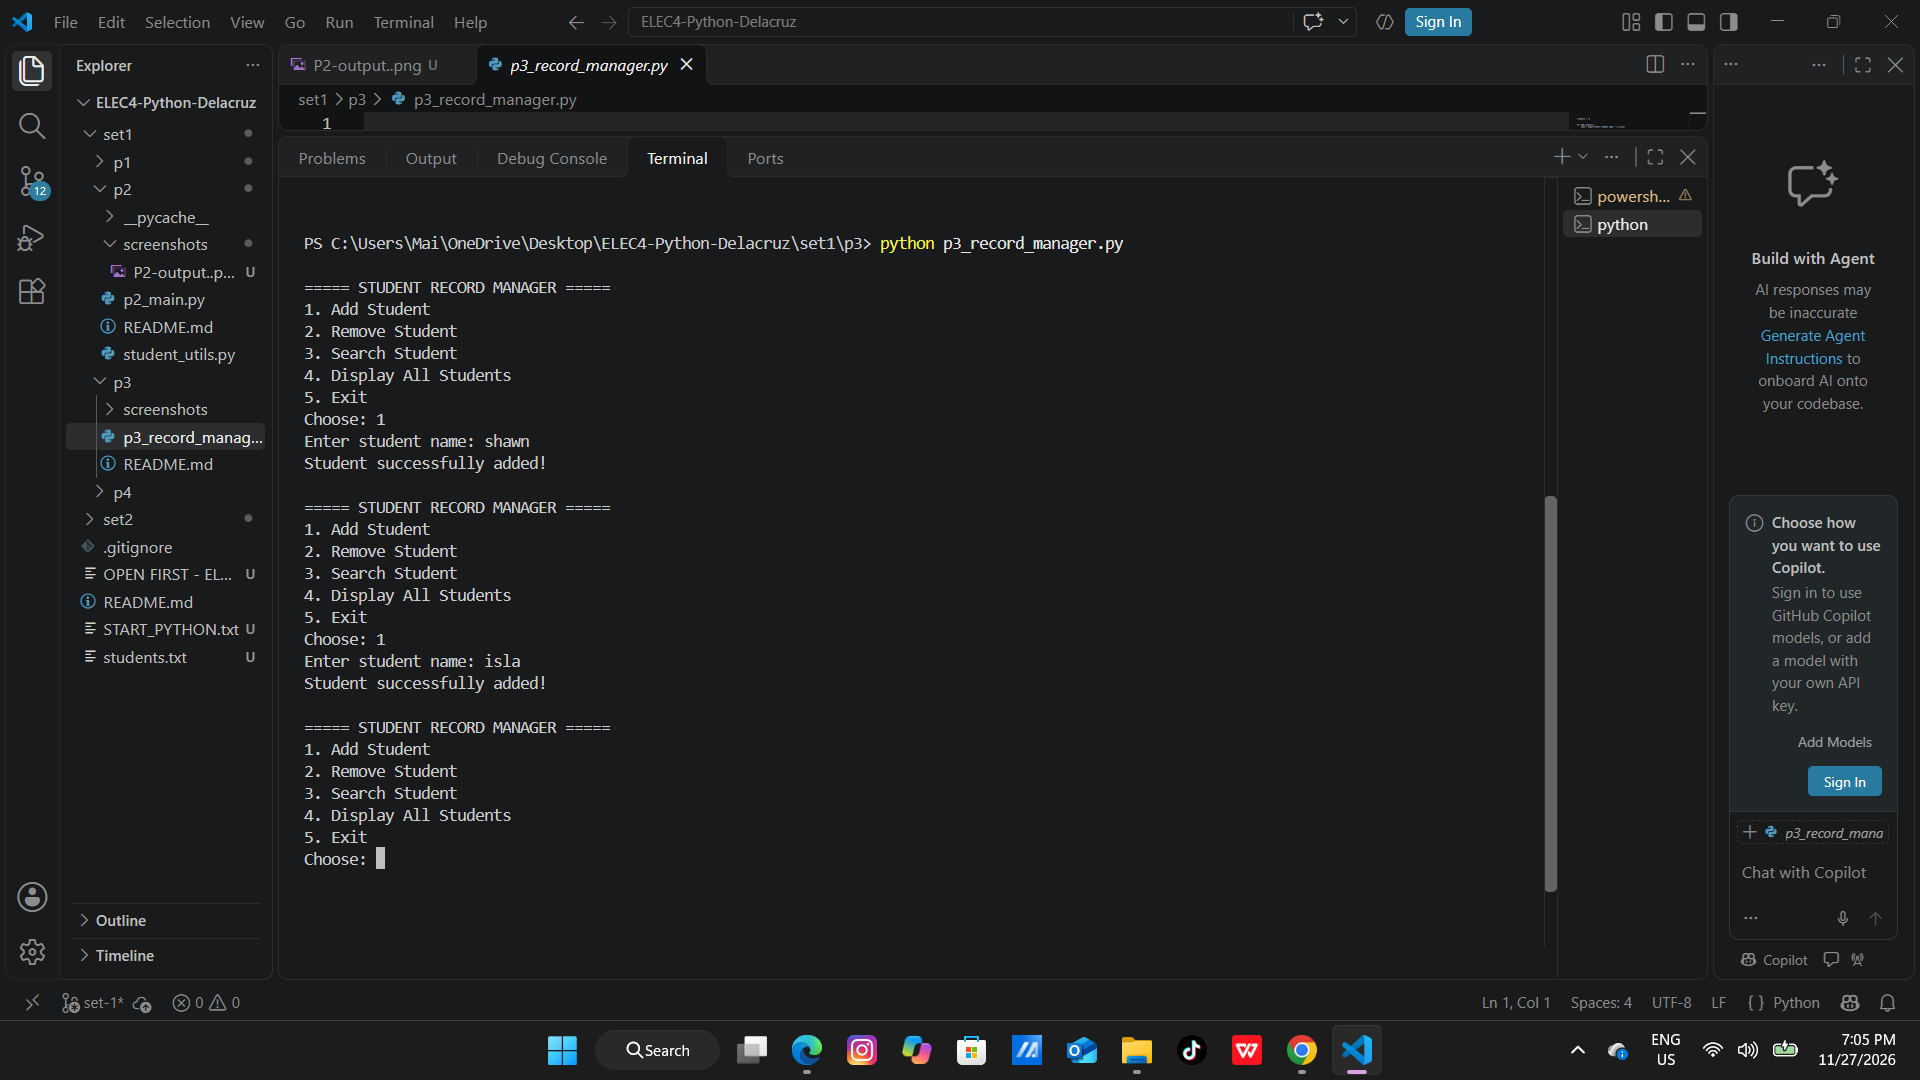 File Edit Selection View Go Run Terminal Help
ELEC4-Python-Delacruz
Sign In
Explorer
ELEC4-Python-Delacruz
set1
p1
p2
__pycache__
screenshots
P2-output..p... U
p2_main.py
README.md
student_utils.py
p3
screenshots
p3_record_manag...
README.md
p4
set2
.gitignore
OPEN FIRST - EL... U
README.md
START_PYTHON.txt U
students.txt U
Outline
Timeline
12
P2-output..png U
p3_record_manager.py
set1 > p3 > p3_record_manager.py
1
Problems Output Debug Console Terminal Ports
powersh...
python
PS C:\Users\Mai\OneDrive\Desktop\ELEC4-Python-Delacruz\set1\p3> python p3_record_manager.py
===== STUDENT RECORD MANAGER =====
1. Add Student
2. Remove Student
3. Search Student
4. Display All Students
5. Exit
Choose: 1
Enter student name: shawn
Student successfully added!
===== STUDENT RECORD MANAGER =====
1. Add Student
2. Remove Student
3. Search Student
4. Display All Students
5. Exit
Choose: 1
Enter student name: isla
Student successfully added!
===== STUDENT RECORD MANAGER =====
1. Add Student
2. Remove Student
3. Search Student
4. Display All Students
5. Exit
Choose:
Build with Agent
AI responses may
be inaccurate
Generate Agent
Instructions to
onboard AI onto
your codebase.
Choose how
you want to use
Copilot.
Sign in to use
GitHub Copilot
models, or add
a model with
your own API
key.
Add Models
Sign In
p3_record_mana
Chat with Copilot
Copilot
set-1* 0 0
Ln 1, Col 1 Spaces: 4 UTF-8 LF { } Python
Search
ENG
US
7:05 PM
11/27/2026